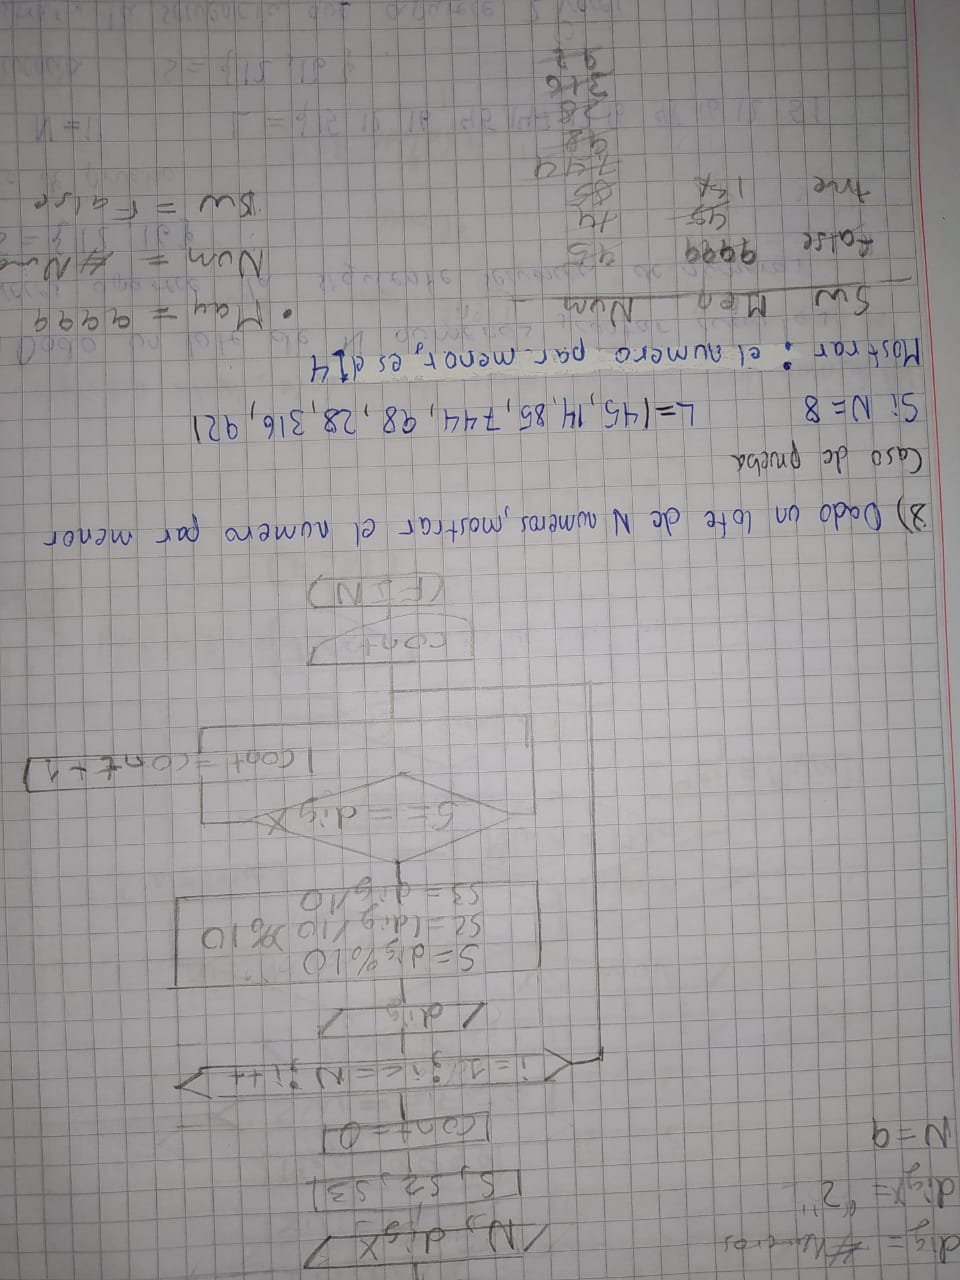 dig = #Numeros
digX = "2"
N=9
N, digX
S, S2, S3
cont=0
i=1; i<=N; i++
dig
S=dig%10
S2=(dig/10)%10
S3=dig/10
S==digX
cont=cont+1
cont
FIN
8) Dado un lote de N numeros, mostrar el numero par menor
Caso de prueba
Si N=8 L=(45,14,85,744,98,28,316,92)
Mostrar : el numero par menor, es el 14
Sw Men Num
false 9999 45
45 14
true 85
744
98
28
316
92
• May = 9999
Num = # Num
Sw = False